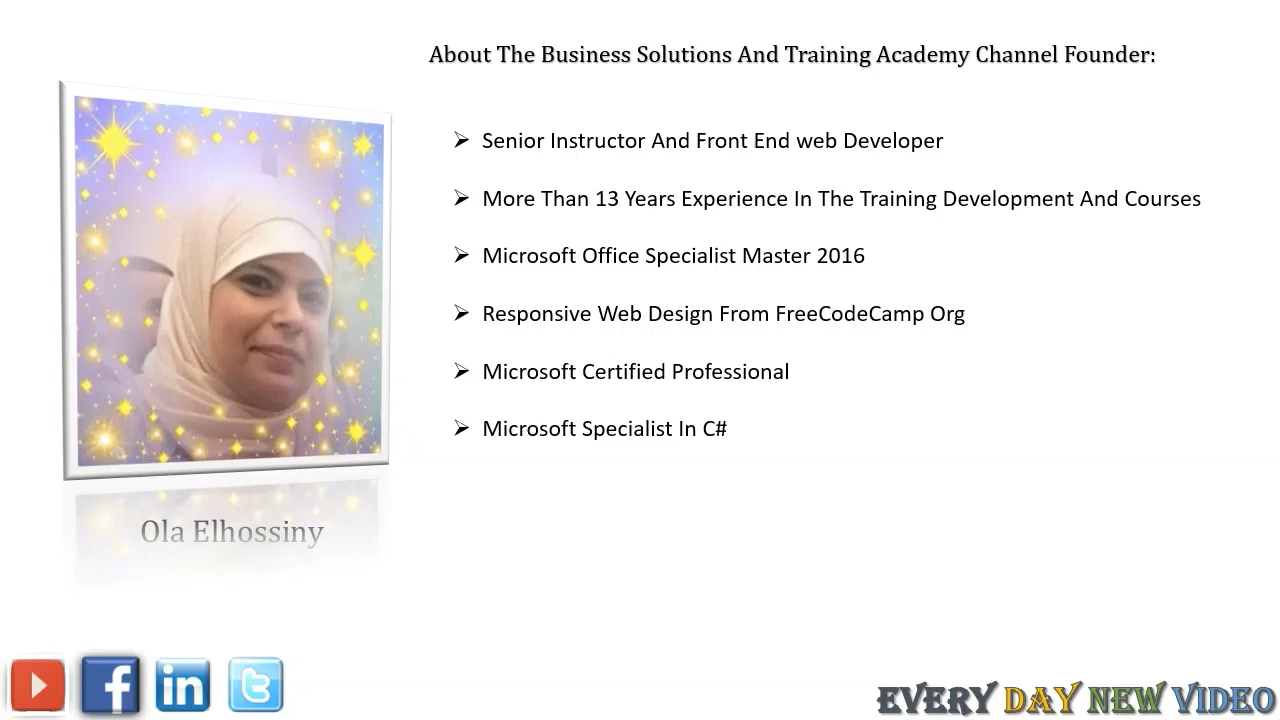 About The Business Solutions And Training Academy Channel Founder:
Senior Instructor And Front End web Developer
More Than 13 Years Experience In The Training Development And Courses
Microsoft Office Specialist Master 2016
Responsive Web Design From FreeCodeCamp Org
Microsoft Certified Professional
Microsoft Specialist In C#
Ola Elhossiny
EVERY DAY NEW VIDEO